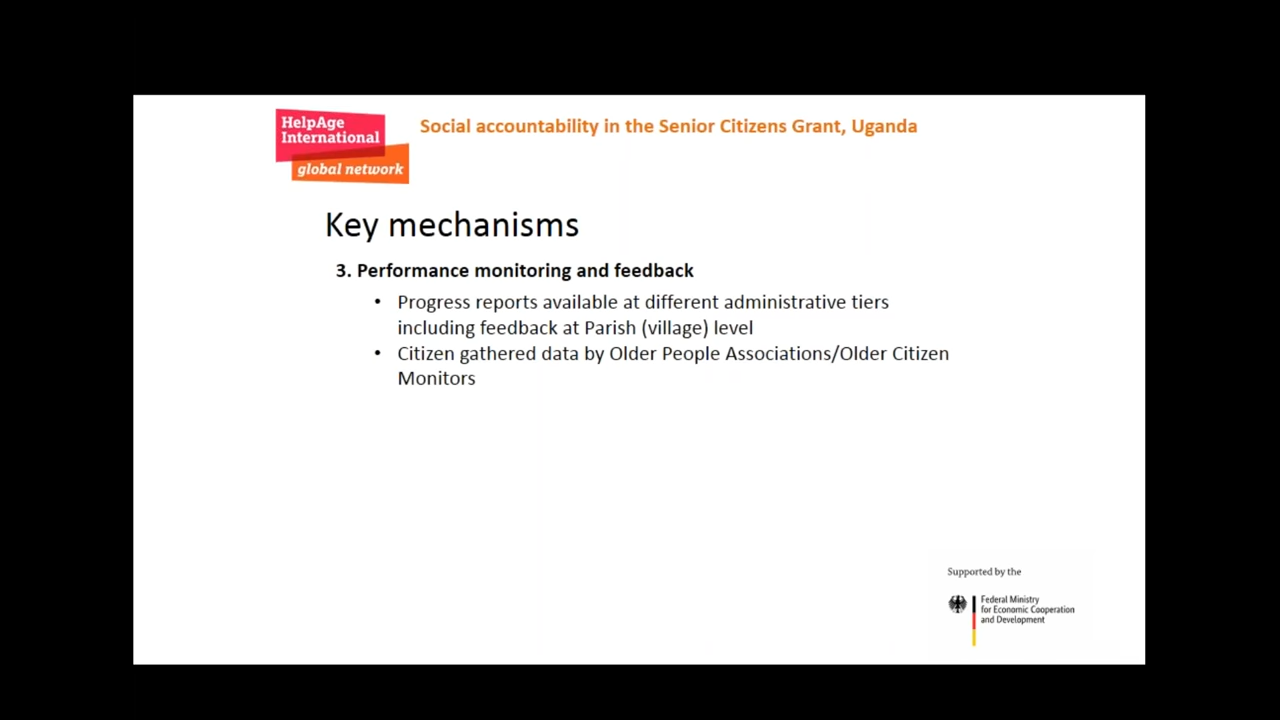 HelpAge
International
global network
Social accountability in the Senior Citizens Grant, Uganda
Key mechanisms
3. Performance monitoring and feedback
• Progress reports available at different administrative tiers
including feedback at Parish (village) level
• Citizen gathered data by Older People Associations/Older Citizen
Monitors
Supported by the
Federal Ministry
for Economic Cooperation
and Development